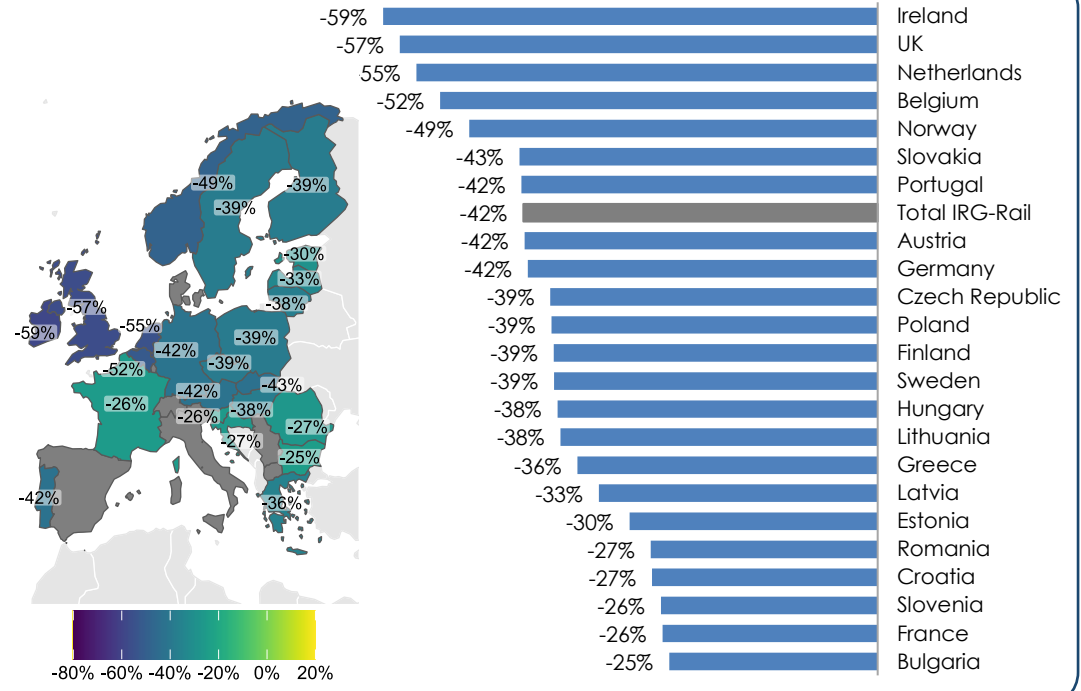 -59% Ireland
-57% UK
55% Netherlands
-52% Belgium
-49% Norway
-43% Slovakia
-42% Portugal
-42% Total IRG-Rail
-42% Austria
-42% Germany
-39% Czech Republic
-39% Poland
-39% Finland
-39% Sweden
-38% Hungary
-38% Lithuania
-36% Greece
-33% Latvia
-30% Estonia
-27% Romania
-27% Croatia
-26% Slovenia
-26% France
-25% Bulgaria
-49%
-39%
-39%
-30%
-33%
-38%
-57%
-59%
-55%
-39%
-42%
-39%
-52%
-43%
-42%
-26%
-38%
-26%
-27%
-27%
-25%
-42%
-36%
-80% -60% -40% -20% 0% 20%